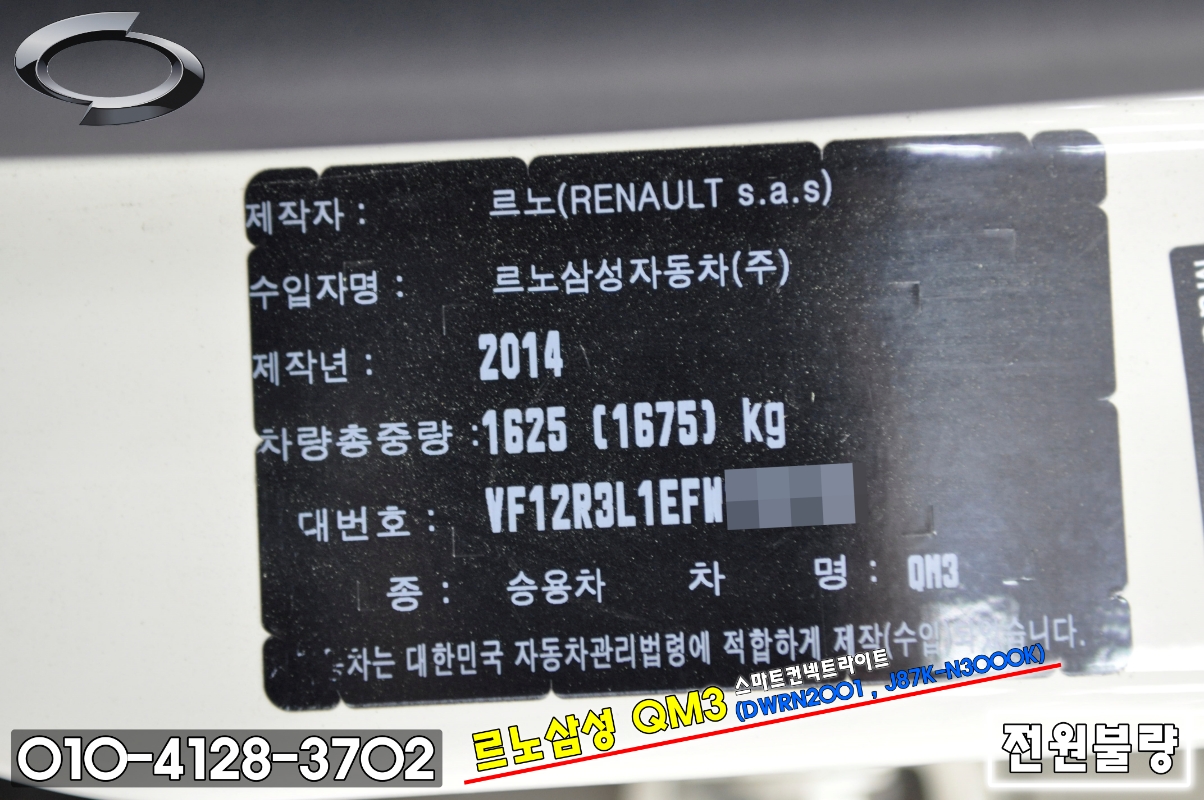 제작자 : 르노(RENAULT s.a.s)
수입자명 : 르노삼성자동차(주)
제작년 : 2014
차량총중량 : 1625 (1675) kg
대번호 : VF12R3L1EFW
종 : 승용차 차 명 : QM3
대한민국 자동차관리법령에 적합하게
스마트컨넥트라이트
르노삼성 QM3 (DWRN2001 , J87K-N3000K)
010-4128-3702
전원불량